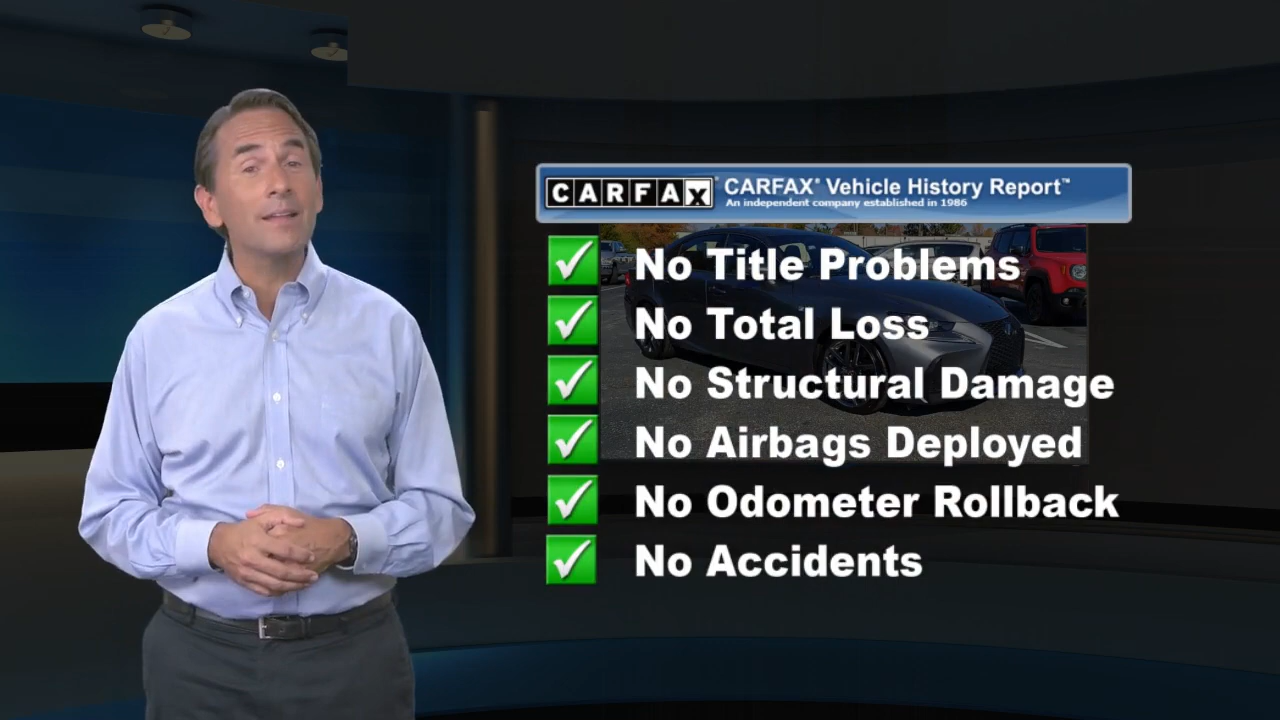 CARFAX® CARFAX® Vehicle History Report™
An independent company established in 1986
No Title Problems
No Total Loss
No Structural Damage
No Airbags Deployed
No Odometer Rollback
No Accidents